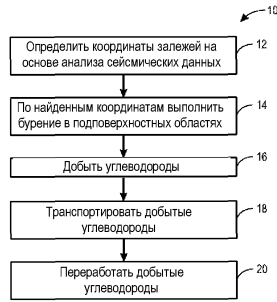 10
Определить координаты залежей на
основе анализа сейсмических данных
12
По найденным координатам выполнить
бурение в подповерхностных областях
14
Добыть углеводороды
16
Транспортировать добытые
углеводороды
18
Переработать добытые
углеводороды
20